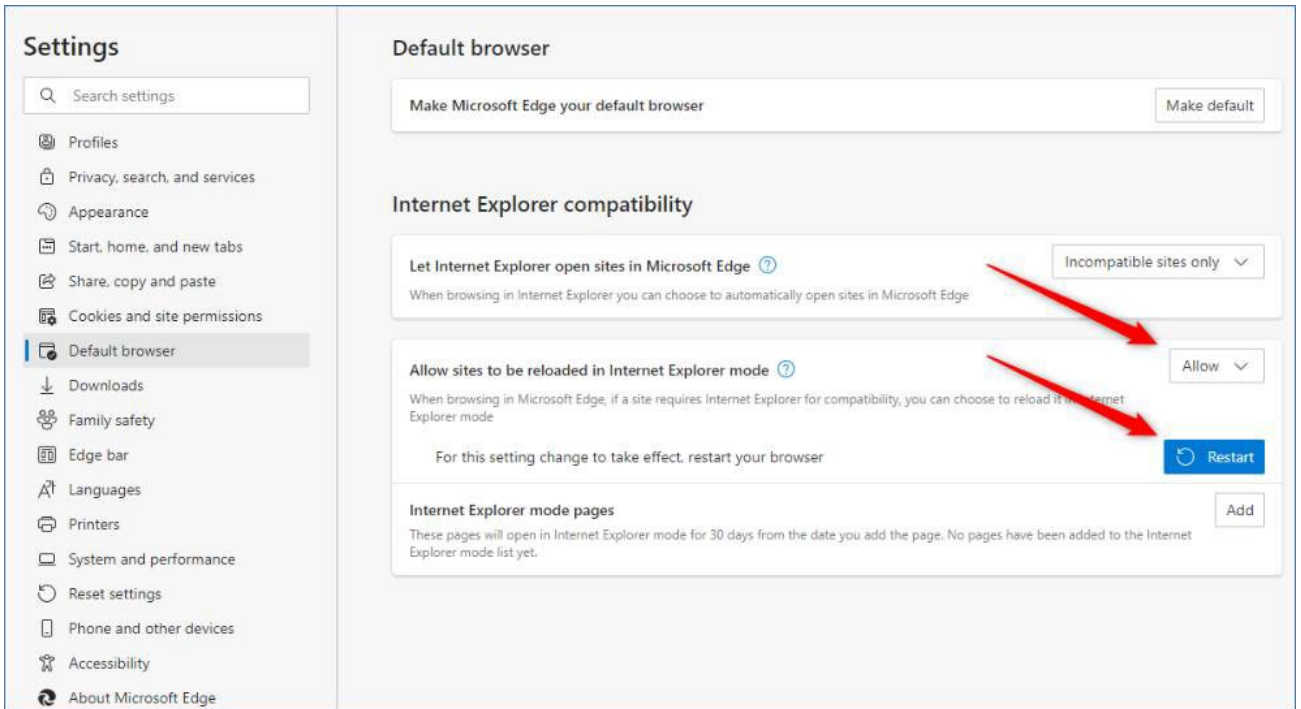 Settings
Search settings
Profiles
Privacy, search, and services
Appearance
Start, home, and new tabs
Share, copy and paste
Cookies and site permissions
Default browser
Downloads
Family safety
Edge bar
Languages
Printers
System and performance
Reset settings
Phone and other devices
Accessibility
About Microsoft Edge
Default browser
Make Microsoft Edge your default browser
Make default
Internet Explorer compatibility
Let Internet Explorer open sites in Microsoft Edge
Incompatible sites only
When browsing in Internet Explorer you can choose to automatically open sites in Microsoft Edge
Allow sites to be reloaded in Internet Explorer mode
Allow
When browsing in Microsoft Edge, if a site requires Internet Explorer for compatibility, you can choose to reload it in Internet
Explorer mode
For this setting change to take effect, restart your browser
Restart
Internet Explorer mode pages
Add
These pages will open in Internet Explorer mode for 30 days from the date you add the page. No pages have been added to the Internet
Explorer mode list yet.